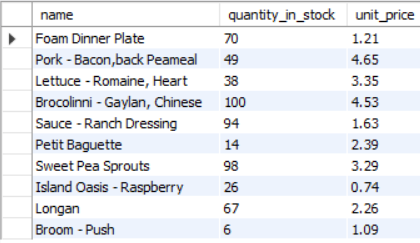 name quantity_in_stock unit_price
Foam Dinner Plate 70 1.21
Pork - Bacon,back Peameal 49 4.65
Lettuce - Romaine, Heart 38 3.35
Brocolinni - Gaylan, Chinese 100 4.53
Sauce - Ranch Dressing 94 1.63
Petit Baguette 14 2.39
Sweet Pea Sprouts 98 3.29
Island Oasis - Raspberry 26 0.74
Longan 67 2.26
Broom - Push 6 1.09